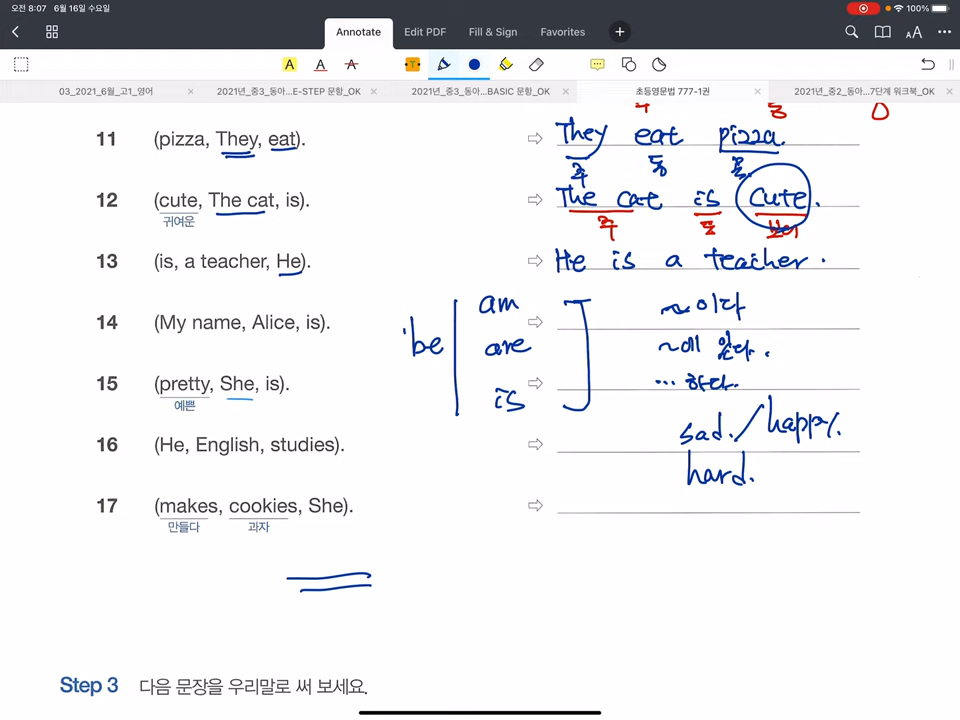 오전 8:07 6월 16일 수요일 100%
Annotate Edit PDF Fill & Sign Favorites
AA
A A A T
03_2021_6월_고1_영어 × 2021년_중3_동아...E-STEP 문항_OK × 2021년_중3_동아...BASIC 문항_OK × 초등영문법 777-1권 × 2021년_중2_동아...7단계 워크북_OK ×
11 (pizza, They, eat). ⇨ They eat pizza.
주 동 목
12 (cute, The cat, is). ⇨ The cat is cute.
귀여운 주 동 보어
13 (is, a teacher, He). ⇨ He is a teacher.
14 (My name, Alice, is). ⇨
be am are is
~이다
~에 있다.
... 하다.
15 (pretty, She, is). ⇨
예쁜
sad. / happy.
16 (He, English, studies). ⇨
hard.
17 (makes, cookies, She). ⇨
만들다 과자
Step 3 다음 문장을 우리말로 써 보세요.